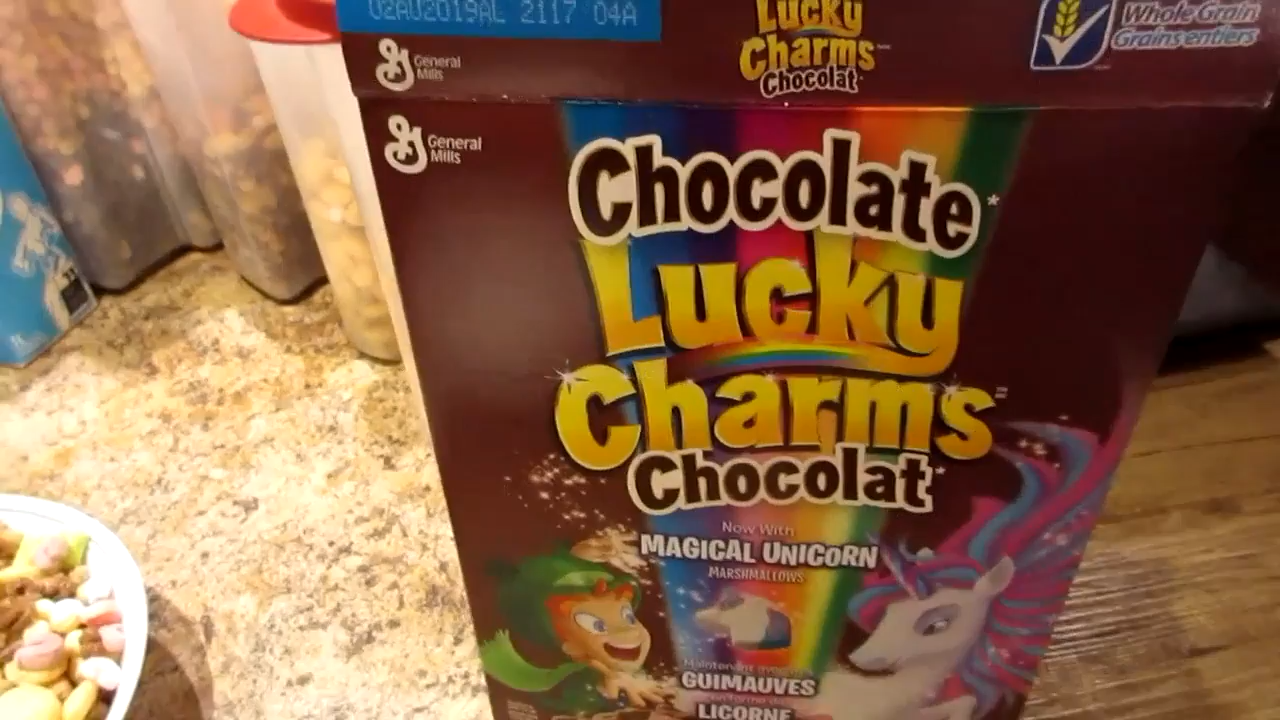 02AU2019AL 2117 04A
General
Mills
Lucky
Charms
Chocolat
Whole Grain
Grains entiers
General
Mills
Chocolate*
Lucky
Charms
Chocolat*
Now With
MAGICAL UNICORN
MARSHMALLOWS
Maintenant
GUIMAUVES
LICORNE